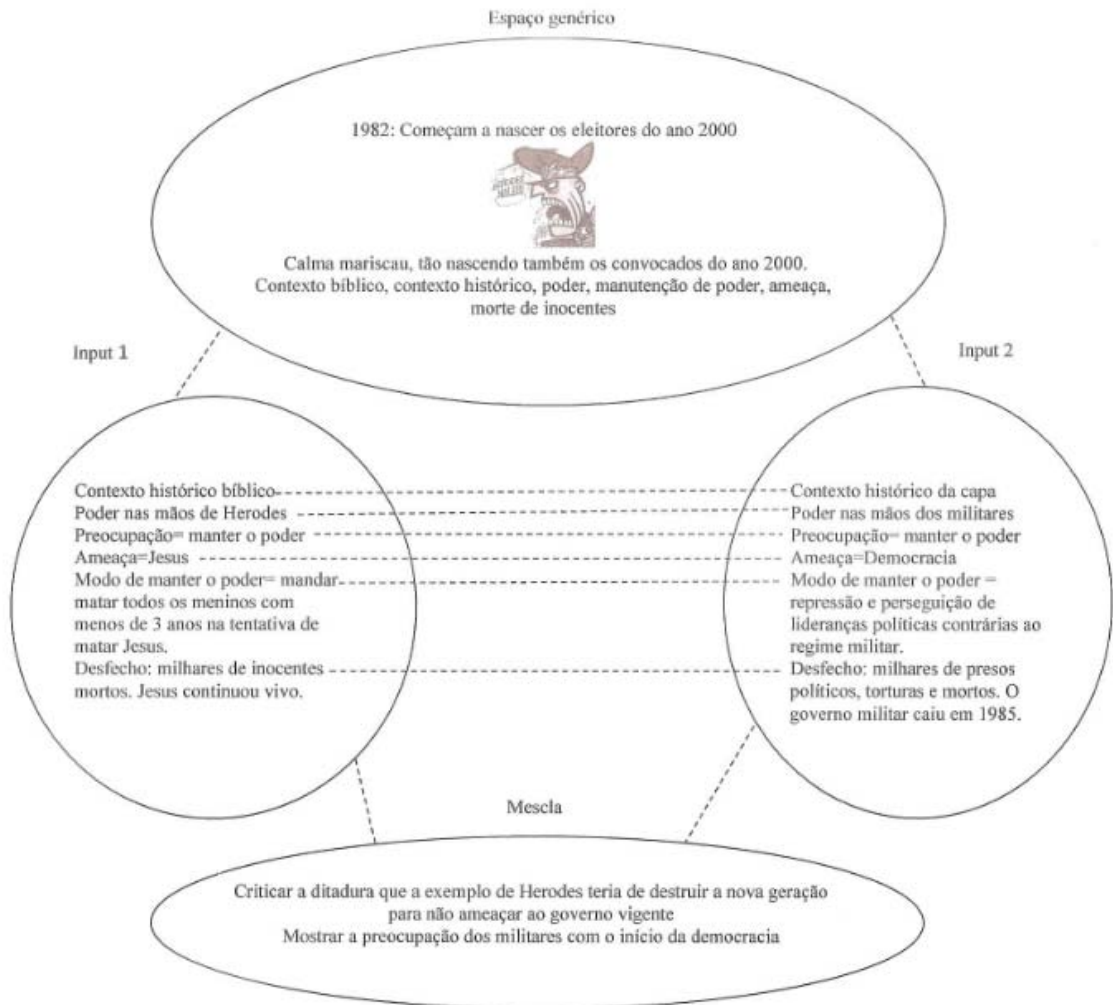 Espaço genérico
1982: Começam a nascer os eleitores do ano 2000
Calma mariscau, tão nascendo também os convocados do ano 2000.
Contexto bíblico, contexto histórico, poder, manutenção de poder, ameaça,
morte de inocentes
Input 1
Input 2
Contexto histórico bíblico
Poder nas mãos de Herodes
Preocupação= manter o poder
Ameaça=Jesus
Modo de manter o poder= mandar
matar todos os meninos com
menos de 3 anos na tentativa de
matar Jesus.
Desfecho: milhares de inocentes
mortos. Jesus continuou vivo.
Contexto histórico da capa
Poder nas mãos dos militares
Preocupação= manter o poder
Ameaça=Democracia
Modo de manter o poder =
repressão e perseguição de
lideranças políticas contrárias ao
regime militar.
Desfecho: milhares de presos
políticos, torturas e mortos. O
governo militar caiu em 1985.
Mescla
Criticar a ditadura que a exemplo de Herodes teria de destruir a nova geração
para não ameaçar ao governo vigente
Mostrar a preocupação dos militares com o início da democracia